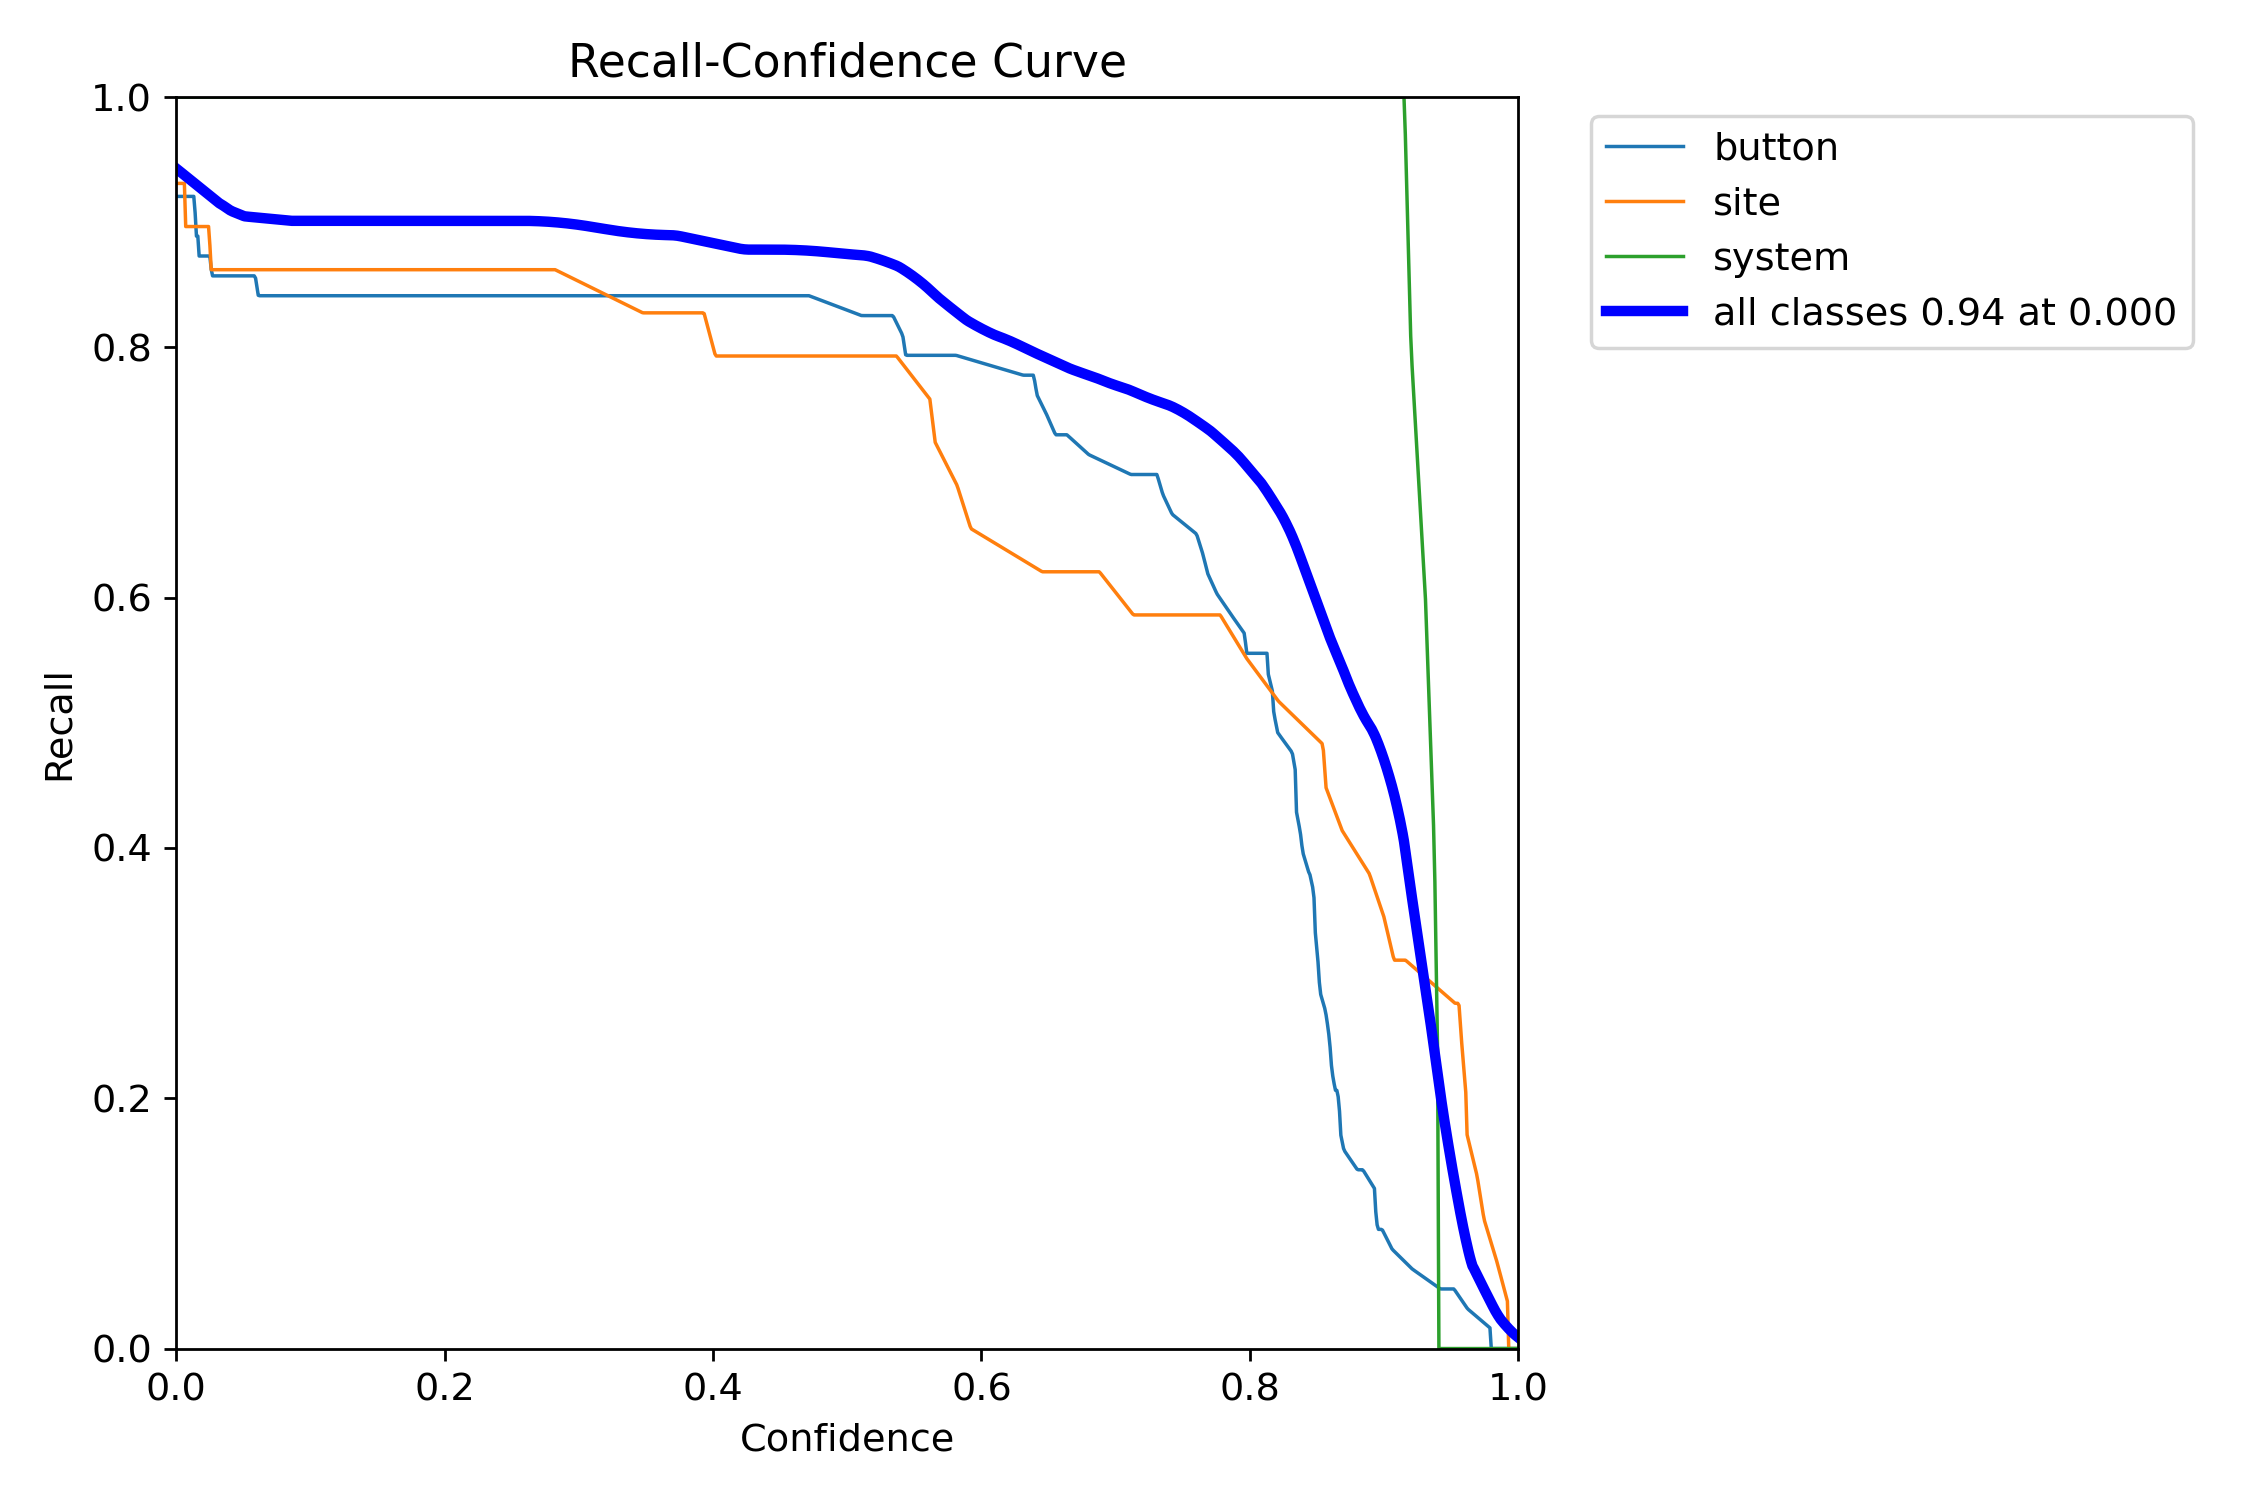 Recall-Confidence Curve
1.0
0.8
0.6
0.4
0.2
0.0
Recall
0.0 0.2 0.4 0.6 0.8 1.0
Confidence
button
site
system
all classes 0.94 at 0.000